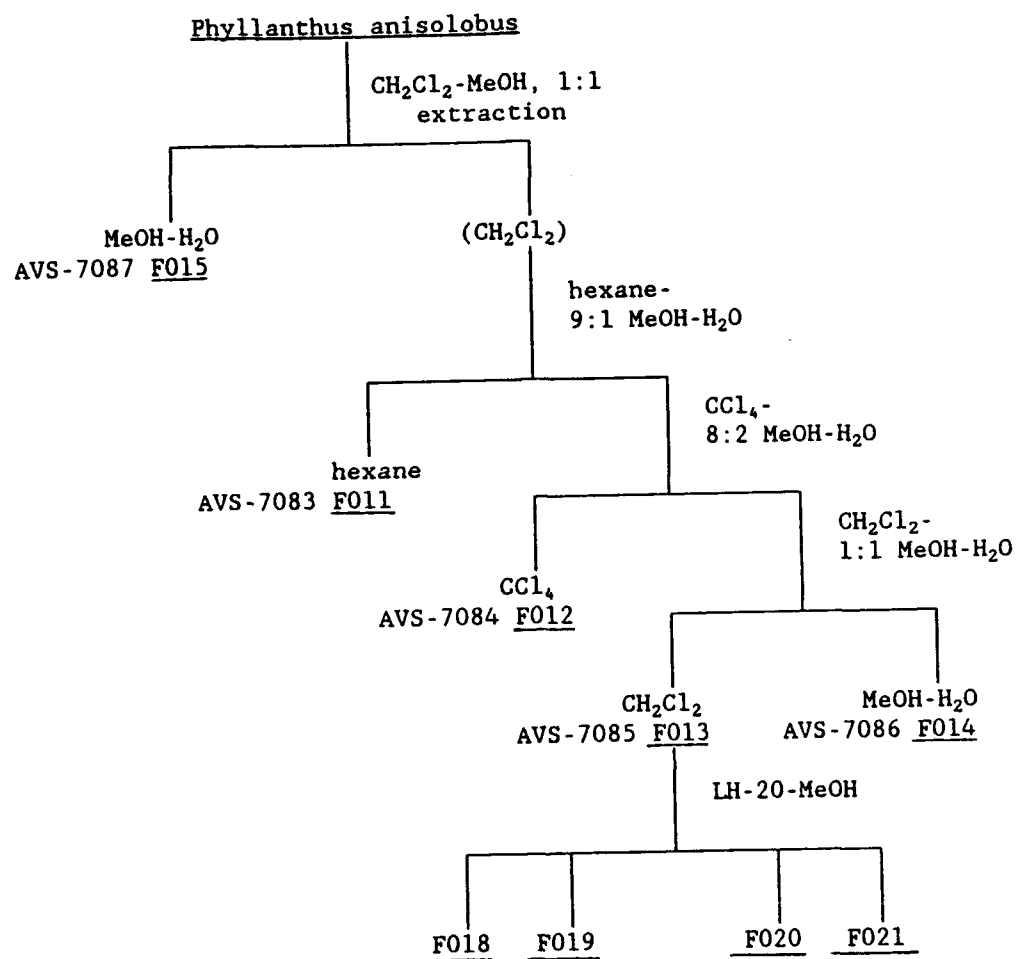 Phyllanthus anisolobus
CH₂Cl₂-MeOH, 1:1
extraction
MeOH-H₂O
AVS-7087 F015
(CH₂Cl₂)
hexane-
9:1 MeOH-H₂O
CCl₄-
8:2 MeOH-H₂O
hexane
AVS-7083 F011
CH₂Cl₂-
1:1 MeOH-H₂O
CCl₄
AVS-7084 F012
CH₂Cl₂
AVS-7085 F013
MeOH-H₂O
AVS-7086 F014
LH-20-MeOH
F018 F019 F020 F021